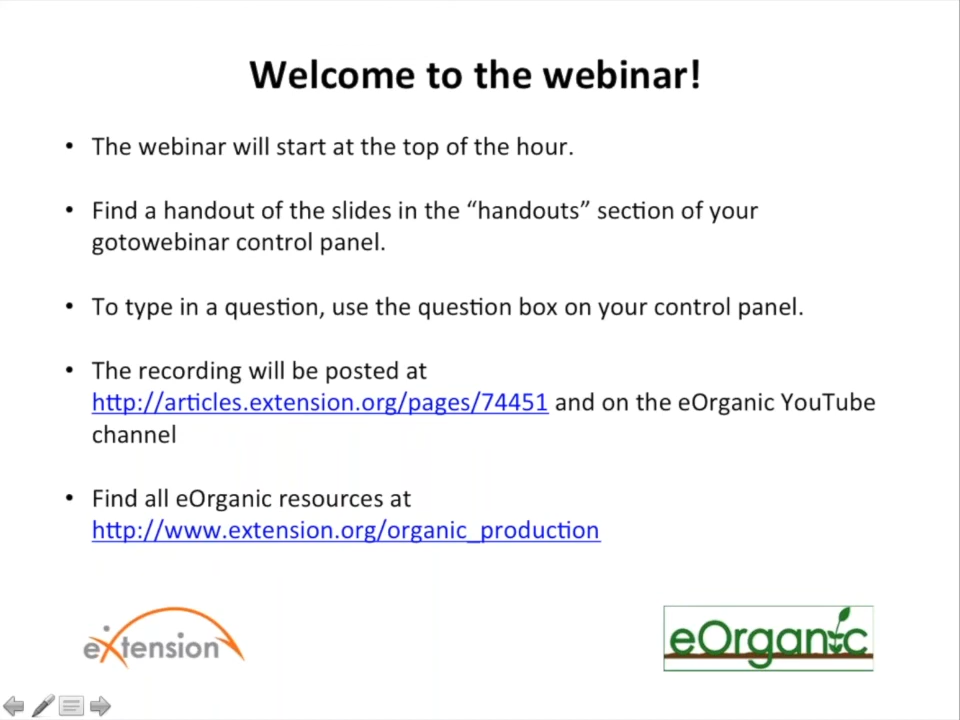 Welcome to the webinar!
• The webinar will start at the top of the hour.
• Find a handout of the slides in the “handouts” section of your
gotowebinar control panel.
• To type in a question, use the question box on your control panel.
• The recording will be posted at
http://articles.extension.org/pages/74451 and on the eOrganic YouTube
channel
• Find all eOrganic resources at
http://www.extension.org/organic_production
eXtension
eOrganic